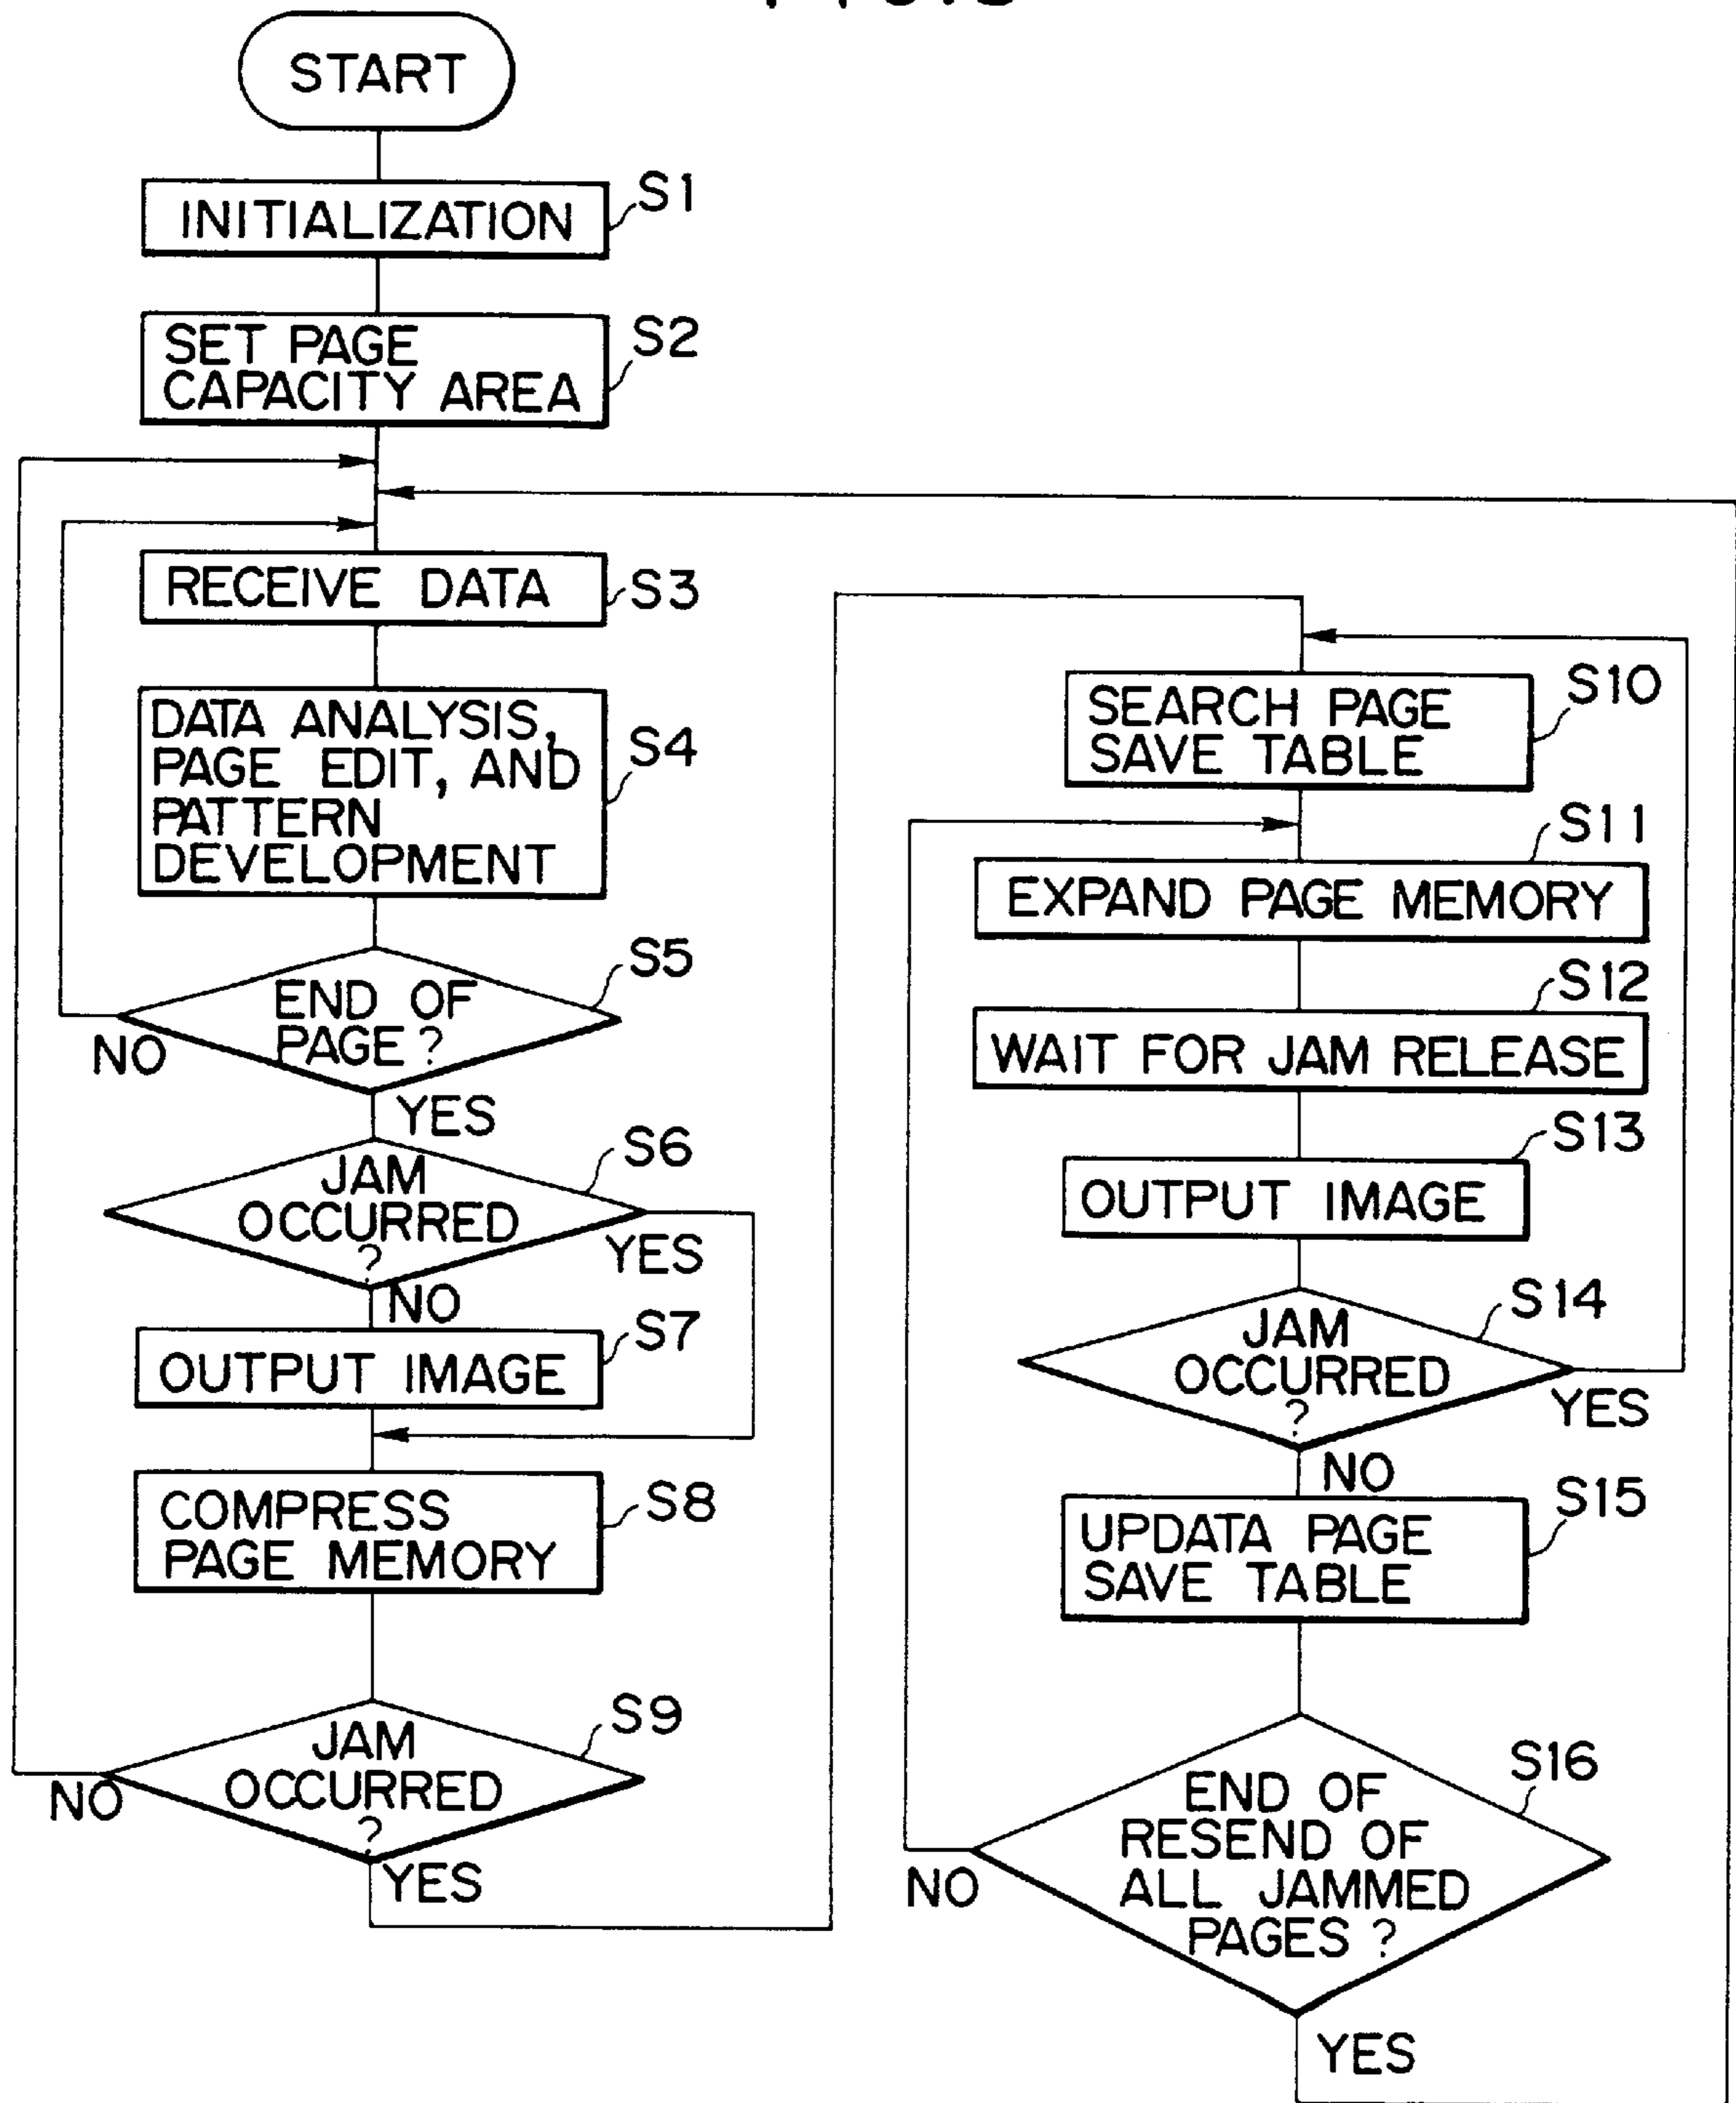 START
INITIALIZATION
S1
SET PAGE
CAPACITY AREA
S2
RECEIVE DATA
S3
DATA ANALYSIS,
PAGE EDIT, AND
PATTERN
DEVELOPMENT
S4
END OF
PAGE?
S5
NO
YES
JAM
OCCURRED
?
S6
YES
NO
OUTPUT IMAGE
S7
COMPRESS
PAGE MEMORY
S8
JAM
OCCURRED
?
S9
NO
YES
SEARCH PAGE
SAVE TABLE
S10
EXPAND PAGE MEMORY
S11
WAIT FOR JAM RELEASE
S12
OUTPUT IMAGE
S13
JAM
OCCURRED
?
S14
YES
NO
UPDATA PAGE
SAVE TABLE
S15
END OF
RESEND OF
ALL JAMMED
PAGES?
S16
NO
YES